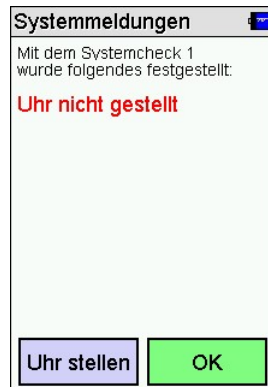 Systemmeldungen
Mit dem Systemcheck 1
wurde folgendes festgestellt:
Uhr nicht gestellt
Uhr stellen
OK